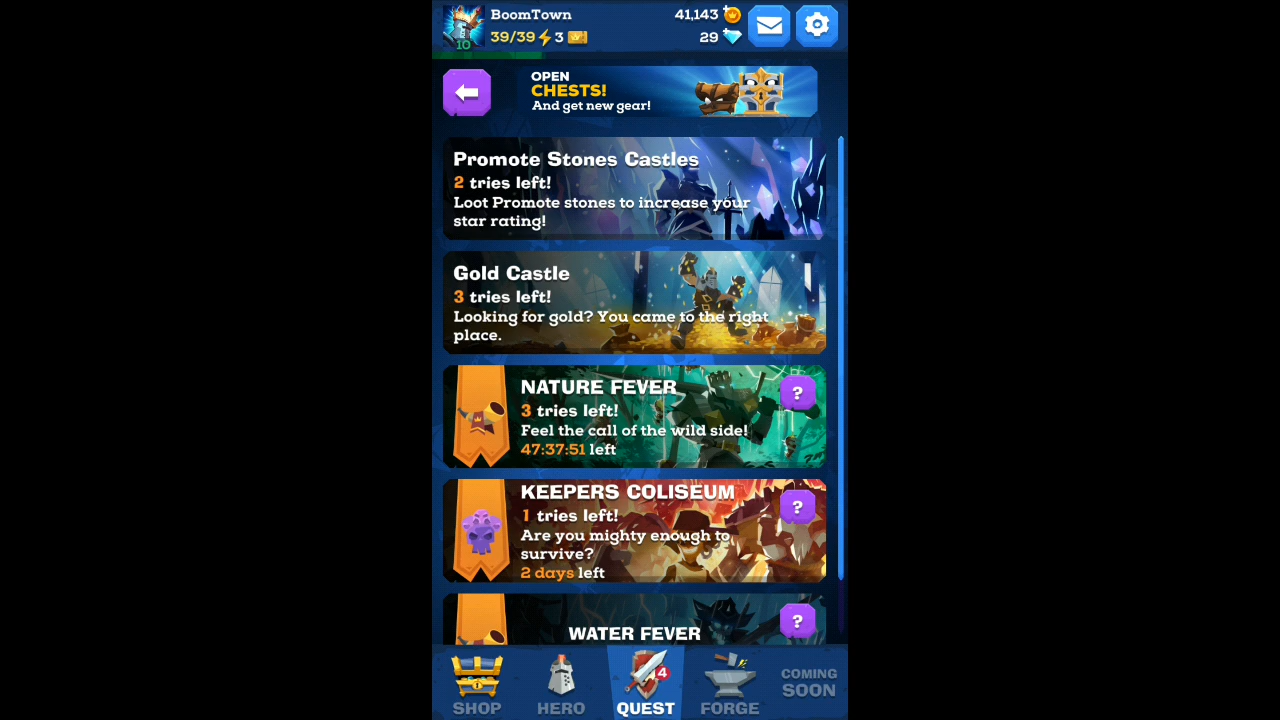 BoomTown
41,143
10
39/39 3
29
OPEN
CHESTS!
And get new gear!
Promote Stones Castles
2 tries left!
Loot Promote stones to increase your
star rating!
Gold Castle
3 tries left!
Looking for gold? You came to the right
place.
NATURE FEVER
?
3 tries left!
Feel the call of the wild side!
47:37:51 left
KEEPERS COLISEUM
?
1 tries left!
Are you mighty enough to
survive?
2 days left
?
WATER FEVER
4
SHOP
HERO
QUEST
FORGE
COMING
SOON